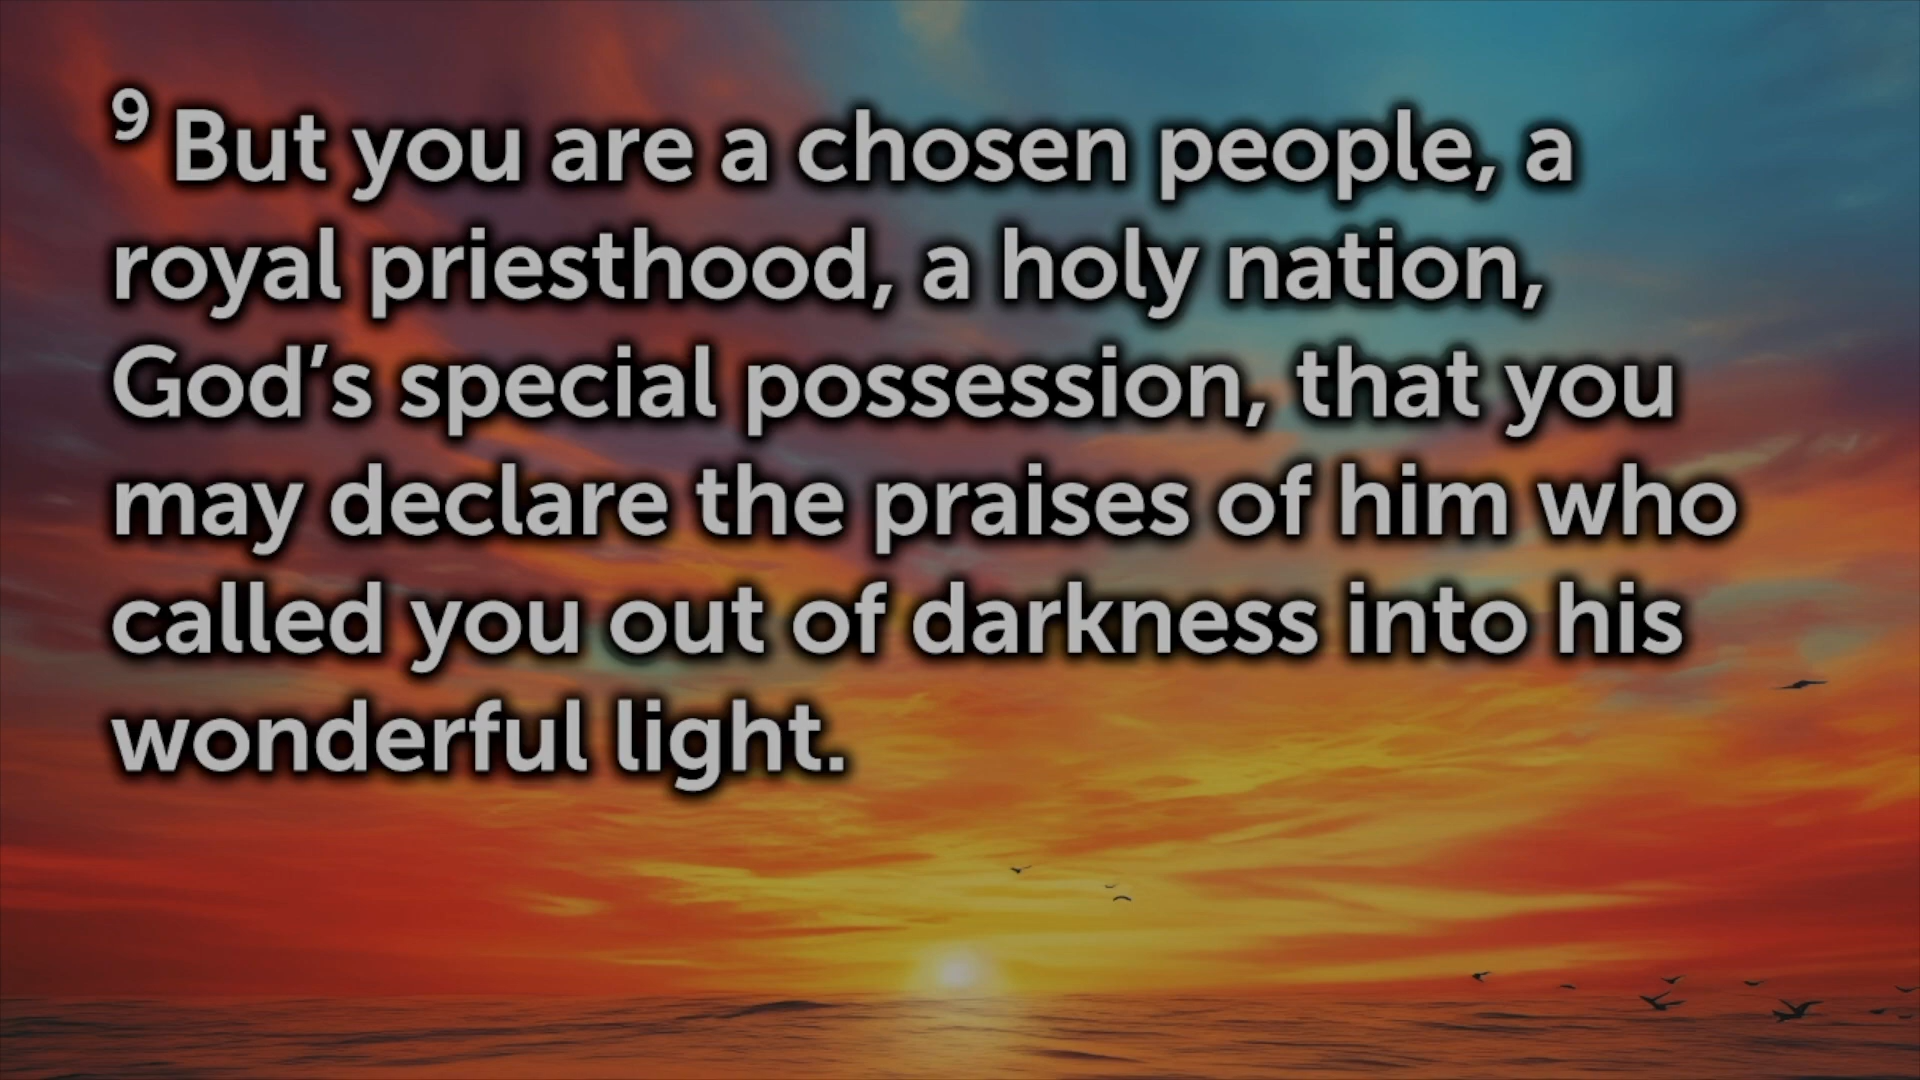 9 But you are a chosen people, a
royal priesthood, a holy nation,
God’s special possession, that you
may declare the praises of him who
called you out of darkness into his
wonderful light.